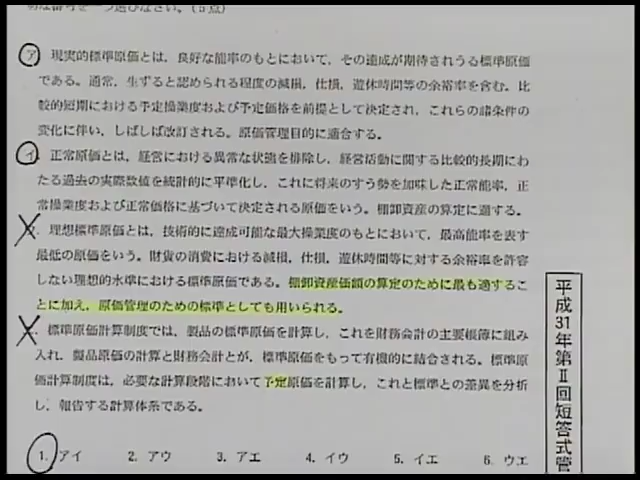 切な番号を一つ選びなさい。(5点)
ア. 現実的標準原価とは，良好な能率のもとにおいて，その達成が期待されうる標準原価
である。通常，生ずると認められる程度の減損，仕損，遊休時間等の余裕率を含む。比
較的短期における予定操業度および予定価格を前提として決定され，これらの諸条件の
変化に伴い，しばしば改訂される。原価管理目的に適合する。
イ. 正常原価とは，経営における異常な状態を排除し，経営活動に関する比較的長期にわ
たる過去の実際数値を統計的に平準化し，これに将来のすう勢を加味した正常能率，正
常操業度および正常価格に基づいて決定される原価をいう。棚卸資産の算定に適する。
理想標準原価とは，技術的に達成可能な最大操業度のもとにおいて，最高能率を表す
最低の原価をいう。財貨の消費における減損，仕損，遊休時間等に対する余裕率を許容
しない理想的水準における標準原価である。棚卸資産価額の算定のために最も適するこ
とに加え，原価管理のための標準としても用いられる。
標準原価計算制度では，製品の標準原価を計算し，これを財務会計の主要帳簿に組み
入れ，製品原価の計算と財務会計とが，標準原価をもって有機的に結合される。標準原
価計算制度は，必要な計算段階において予定原価を計算し，これと標準との差異を分析
し，報告する計算体系である。
1. アイ 2. アウ 3. アエ 4. イウ 5. イエ 6. ウエ
平成31年第Ⅱ回短答式管